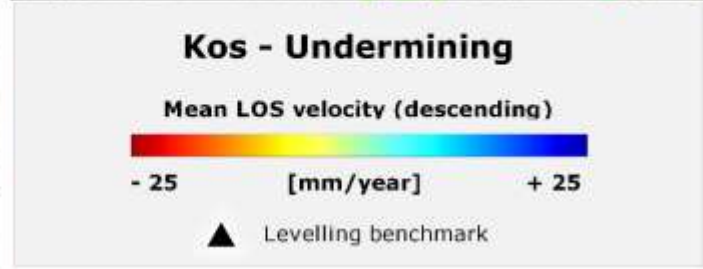 Kos - Undermining
Mean LOS velocity (descending)
- 25 [mm/year] + 25
Levelling benchmark